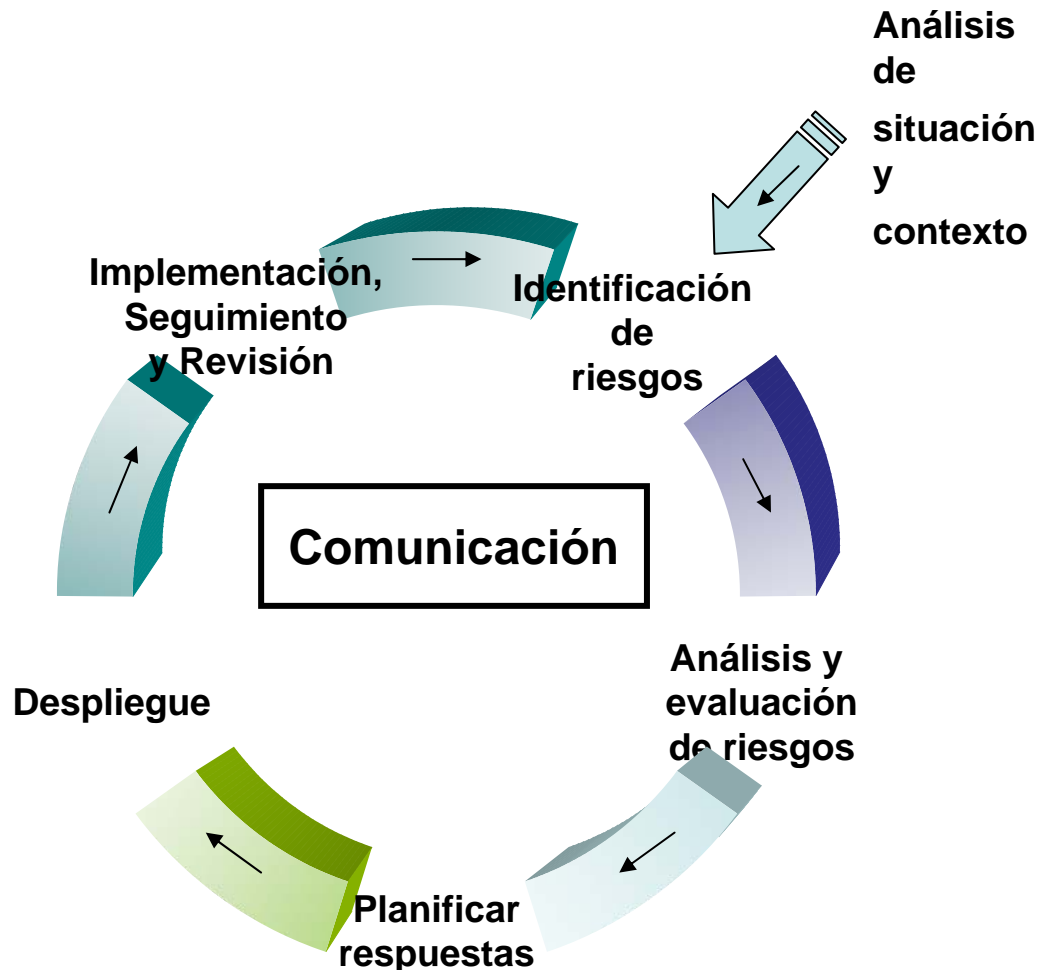 Análisis
de
situación
y
contexto
Implementación,
Seguimiento
y Revisión
Identificación
de
riesgos
Comunicación
Análisis y
evaluación
de riesgos
Despliegue
Planificar
respuestas